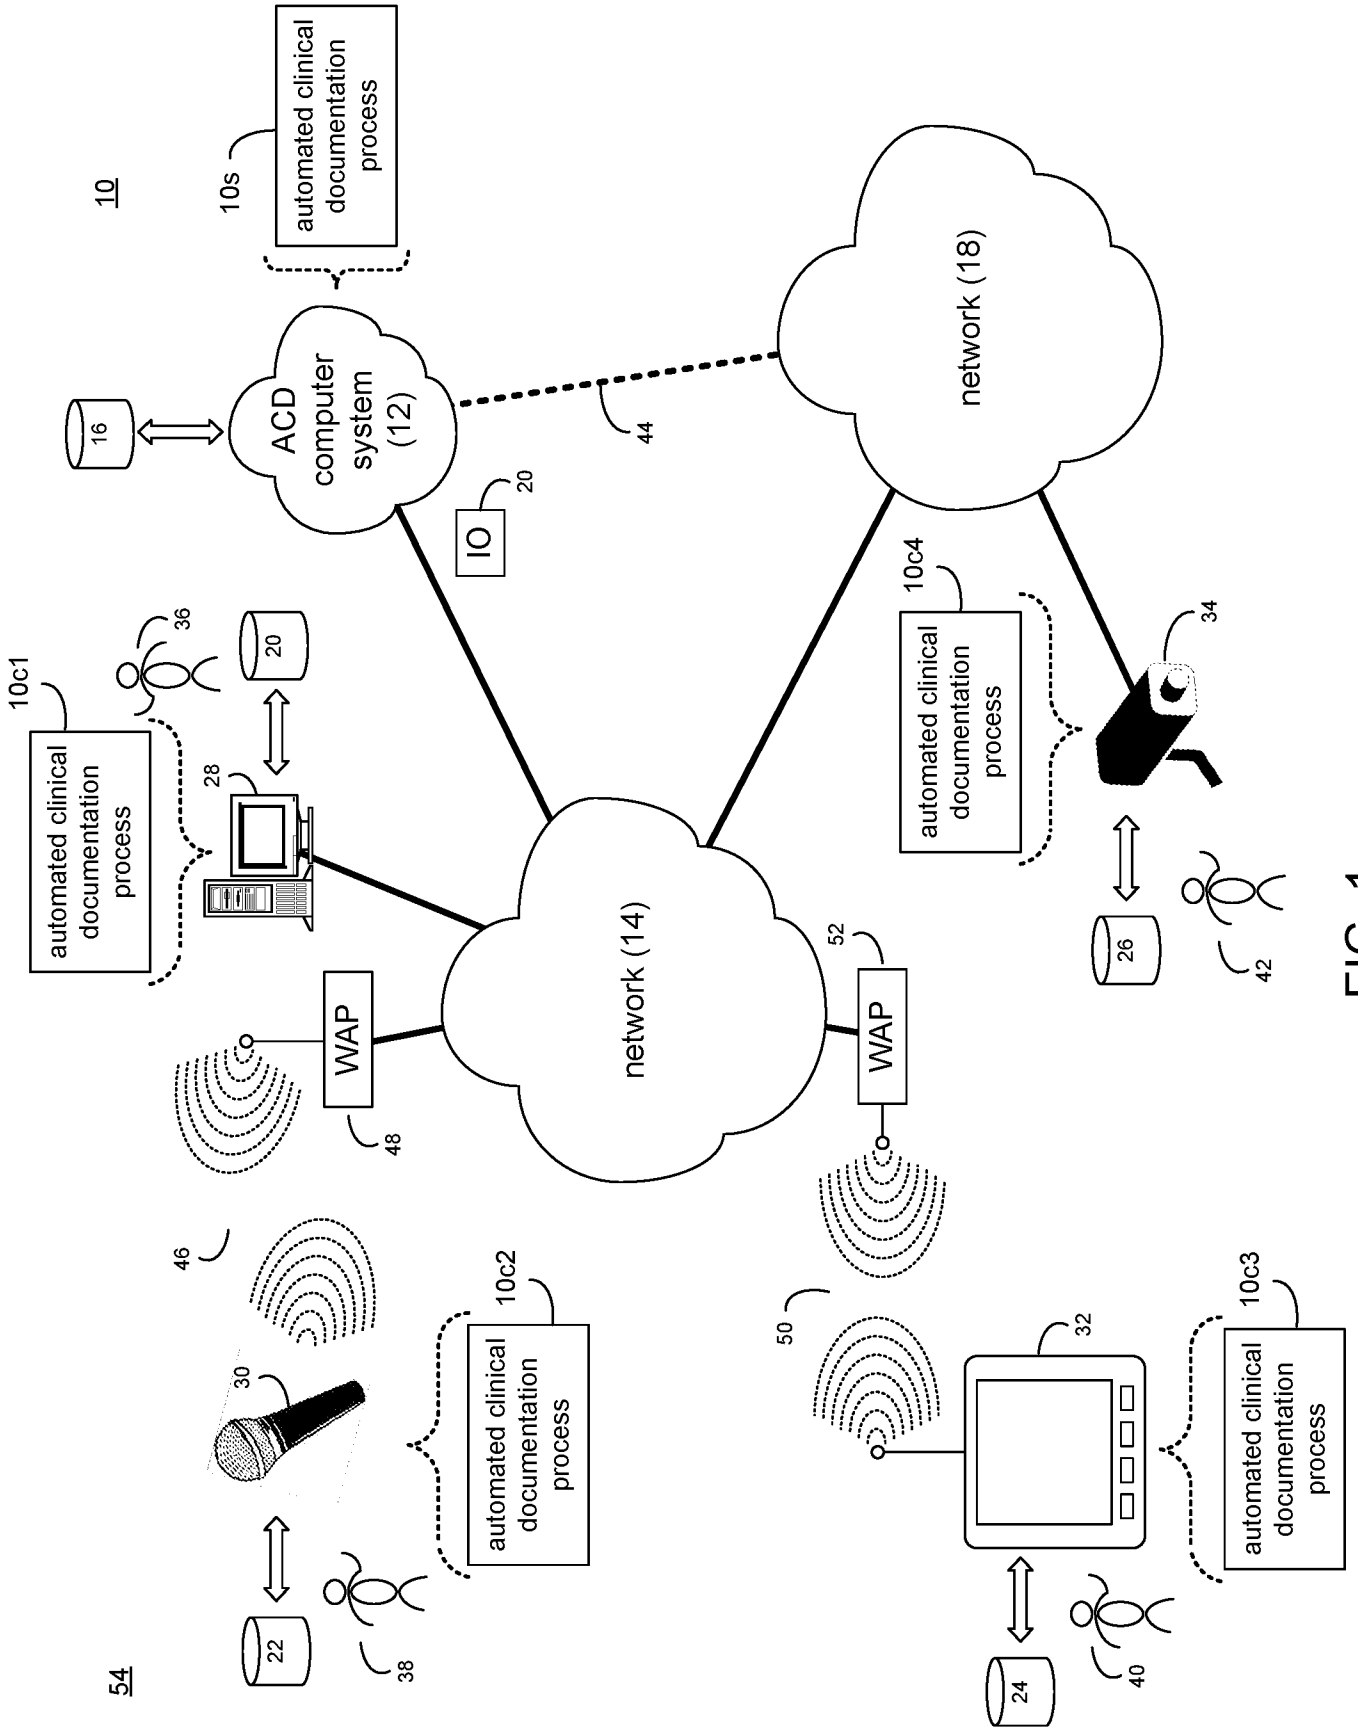 10
10s
automated clinical
documentation
process
16
ACD
computer
system
(12)
44
IO
20
network (18)
10c1
automated clinical
documentation
process
36
20
28
10c4
automated clinical
documentation
process
34
26
42
network (14)
WAP
48
WAP
52
46
30
10c2
automated clinical
documentation
process
22
38
54
50
32
10c3
automated clinical
documentation
process
24
40
FIG. 1